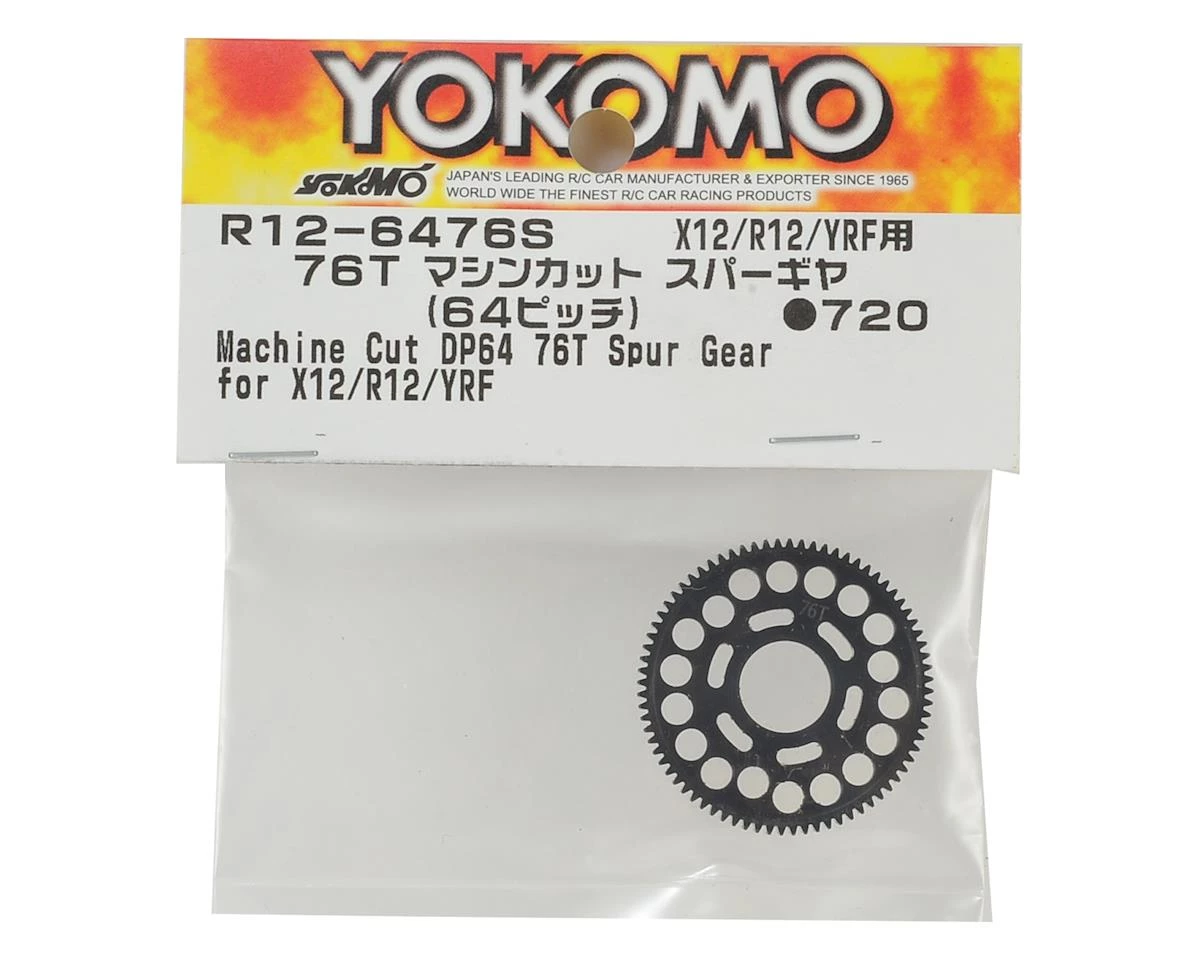 YOKOMO
YOKOMO JAPAN'S LEADING R/C CAR MANUFACTURER & EXPORTER SINCE 1965
WORLD WIDE THE FINEST R/C CAR RACING PRODUCTS
R12-6476S X12/R12/YRF用
76T マシンカット スパーギヤ
(64ピッチ) ●720
Machine Cut DP64 76T Spur Gear
for X12/R12/YRF
76T